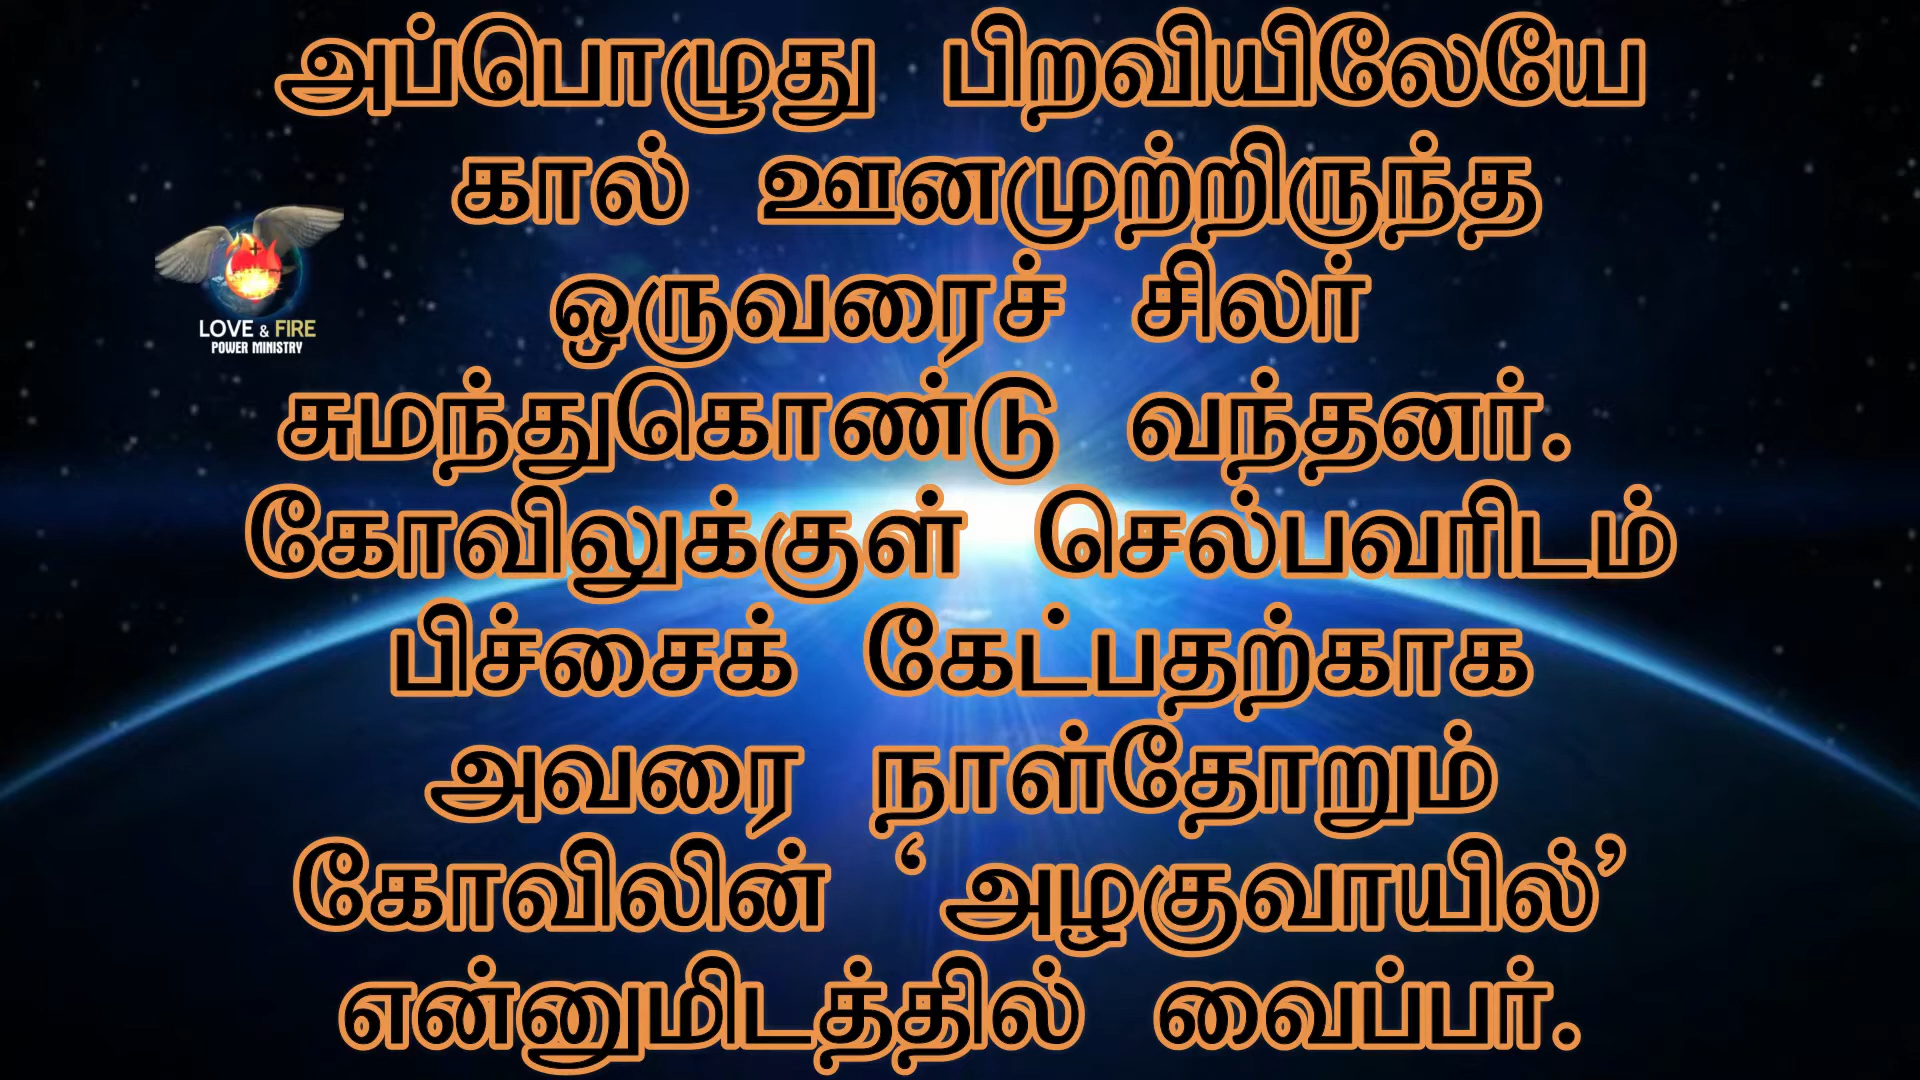 அப்பொழுது பிறவியிலேயே
கால் ஊனமுற்றிருந்த
ஒருவரைச் சிலர்
சுமந்துகொண்டு வந்தனர்.
கோவிலுக்குள் செல்பவரிடம்
பிச்சைக் கேட்பதற்காக
அவரை நாள்தோறும்
கோவிலின் ‘அழகுவாயில்’
என்னுமிடத்தில் வைப்பர்.
LOVE & FIRE
POWER MINISTRY